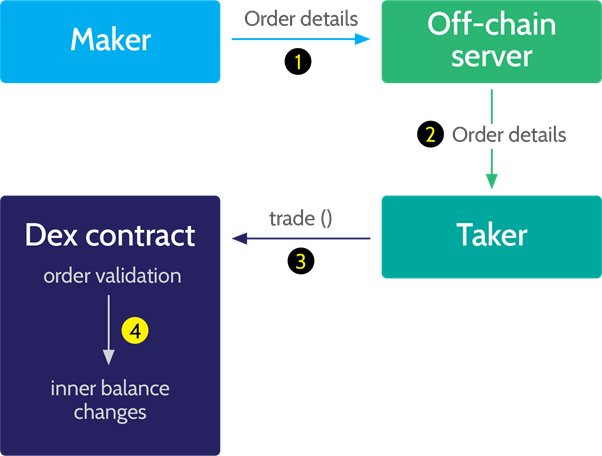 Maker
Order details
1
Off-chain
server
2
Order details
Taker
trade ()
3
Dex contract
order validation
4
inner balance
changes